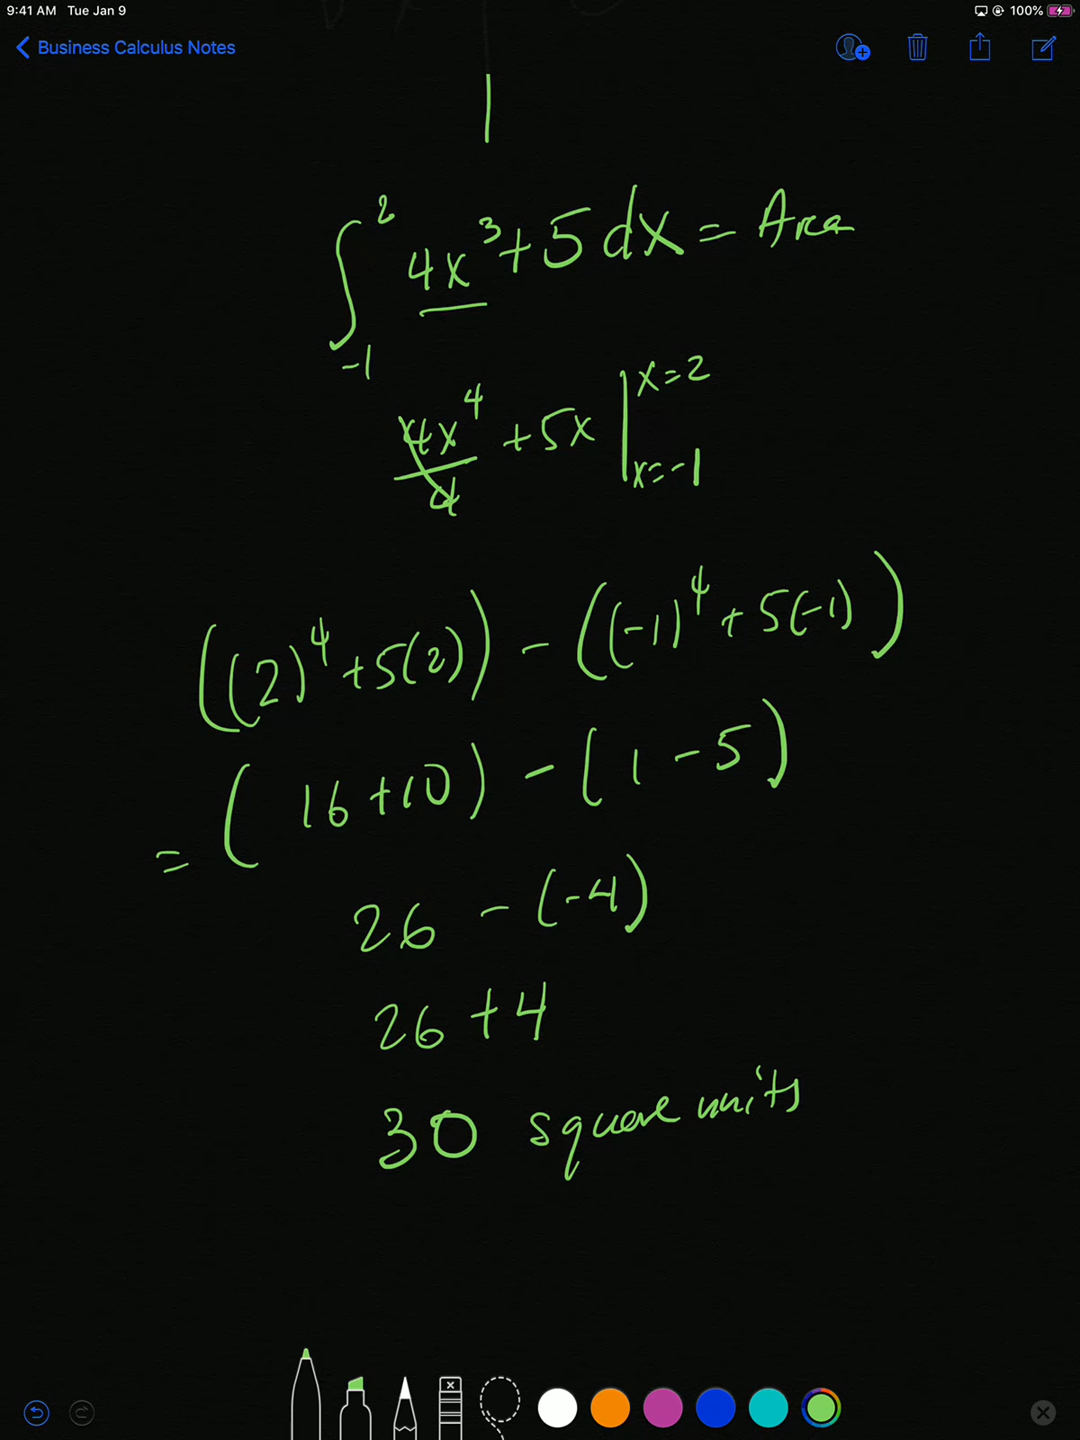 9:41 AM Tue Jan 9
100%
Business Calculus Notes
∫₋₁² 4x³ + 5 dx = Area
4x⁴/4 + 5x | x=2 x=-1
((2)⁴ + 5(2)) - ((-1)⁴ + 5(-1))
= (16 + 10) - (1 - 5)
26 - (-4)
26 + 4
30 square units